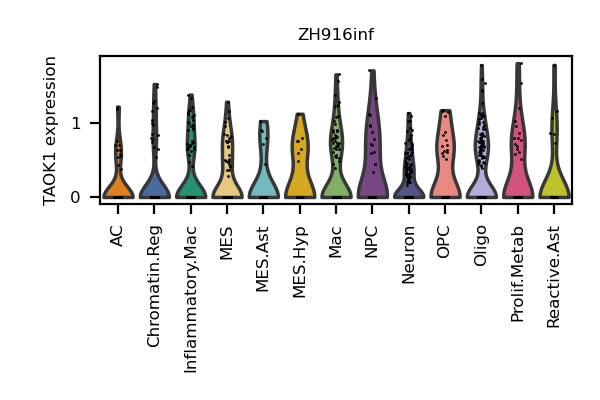 ZH916inf
TAOK1 expression
1
0
AC
Chromatin.Reg
Inflammatory.Mac
MES
MES.Ast
MES.Hyp
Mac
NPC
Neuron
OPC
Oligo
Prolif.Metab
Reactive.Ast